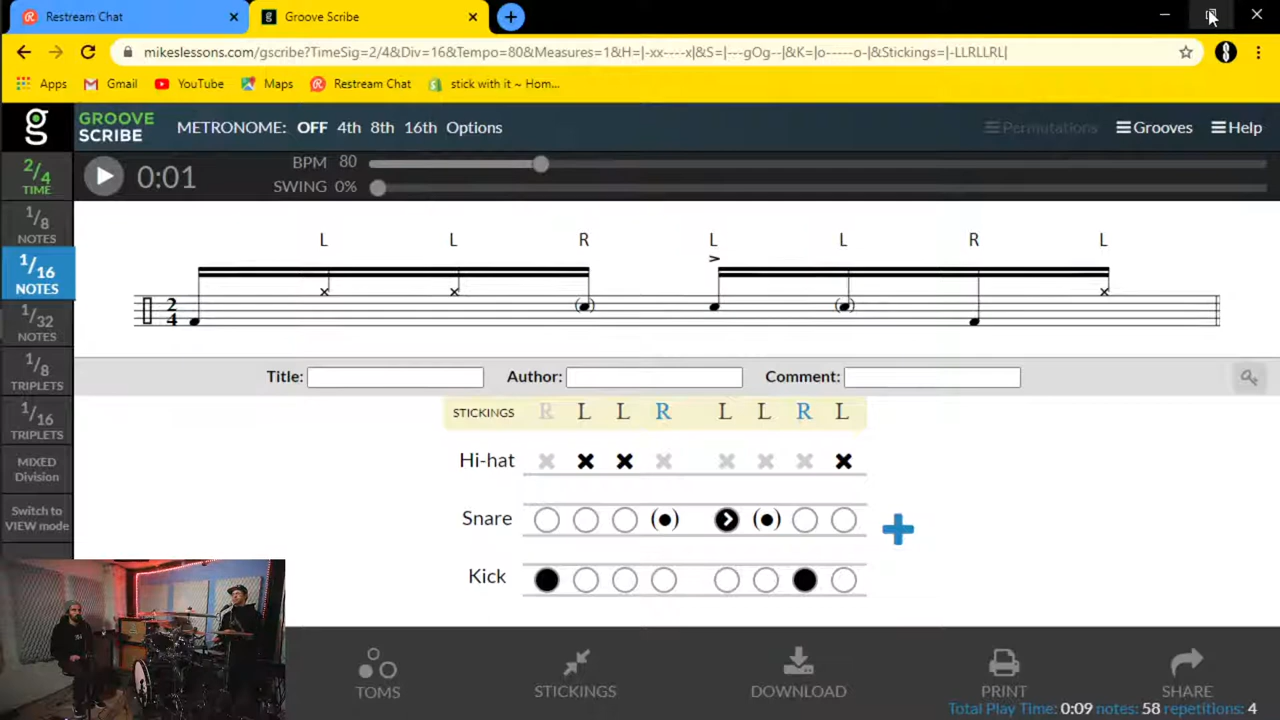 Restream Chat
Groove Scribe
mikeslessons.com/gscribe?TimeSig=2/4&Div=16&Tempo=80&Measures=1&H=|-xx----x|&S=|---gOg--|&K=|o-----o-|&Stickings=|-LLRLLRL|
Apps Gmail YouTube Maps Restream Chat stick with it ~ Hom...
g GROOVE SCRIBE METRONOME: OFF 4th 8th 16th Options Permutations Grooves Help
2/4 TIME
0:01
BPM 80
SWING 0%
1/8 NOTES
1/16 NOTES
1/32 NOTES
1/8 TRIPLETS
1/16 TRIPLETS
MIXED Division
Switch to VIEW mode
L L R L L R L
>
2
4
Title: Author: Comment:
STICKINGS R L L R L L R L
Hi-hat
Snare
Kick
TOMS STICKINGS DOWNLOAD PRINT SHARE
Total Play Time: 0:09 notes: 58 repetitions: 4